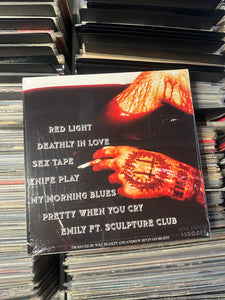 RED LIGHT
DEATHLY IN LOVE
SEX TAPE
KNIFE PLAY
MY MORNING BLUES
PRETTY WHEN YOU CRY
EMILY FT. SCULPTURE CLUB